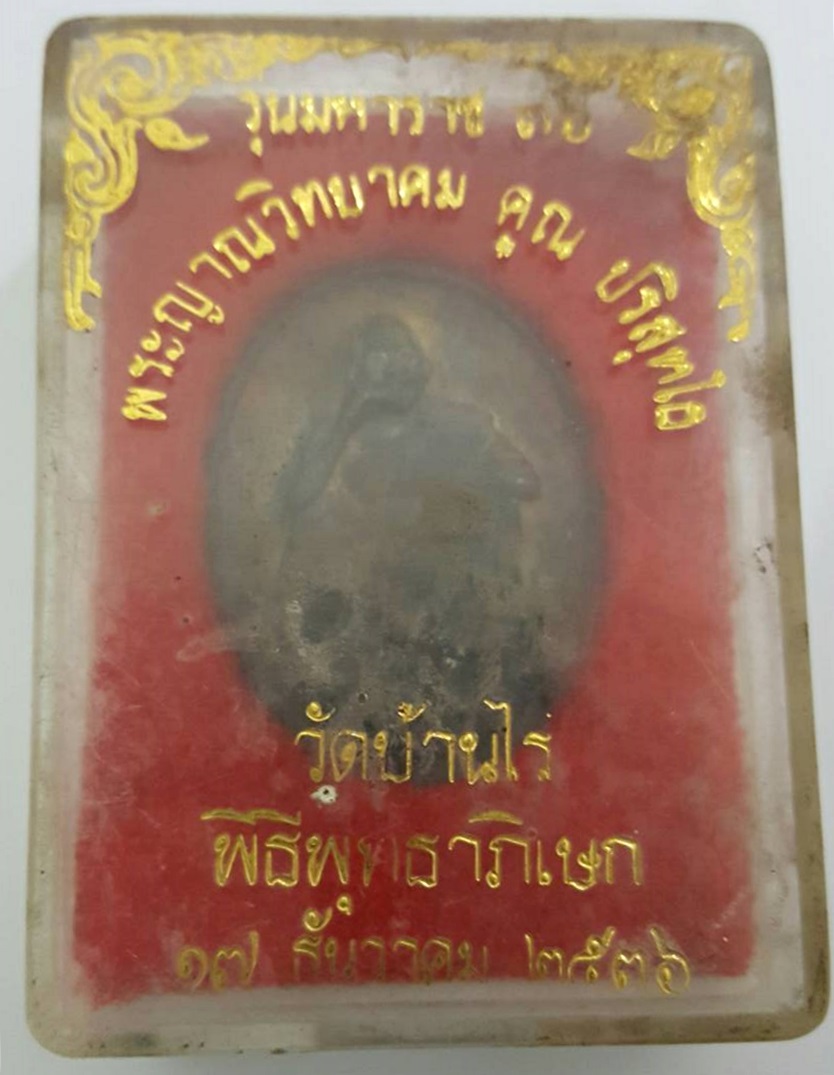 รุ่นมหาราช
พระญาณวิทยาคม คูณ ปริสุทโธ
วัดบ้านไร่
พิธีพุทธาภิเษก
๑๗ ธันวาคม ๒๕๓๖